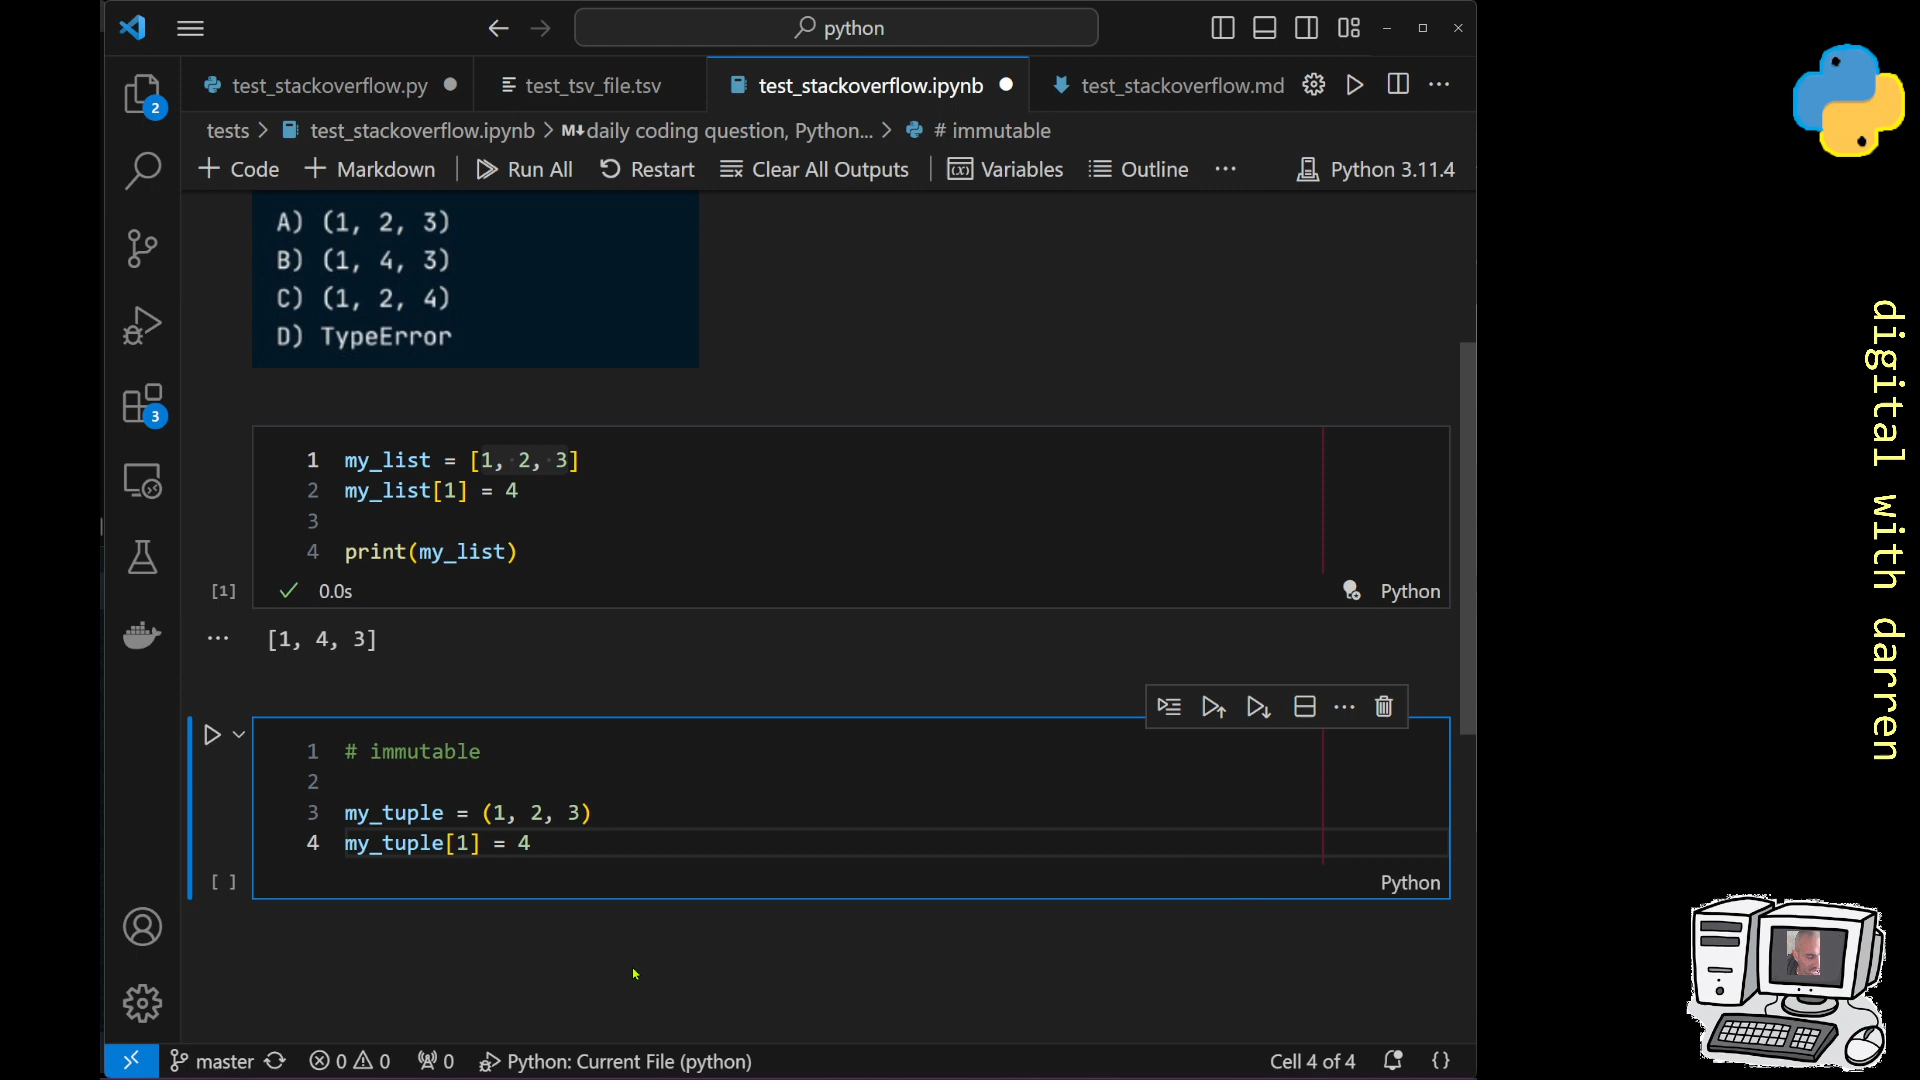 python
test_stackoverflow.py
test_tsv_file.tsv
test_stackoverflow.ipynb
test_stackoverflow.md
2
tests > test_stackoverflow.ipynb > M↓daily coding question, Python... > # immutable
+ Code + Markdown Run All Restart Clear All Outputs Variables Outline ... Python 3.11.4
A) (1, 2, 3)
B) (1, 4, 3)
C) (1, 2, 4)
D) TypeError
3
1 my_list = [1, 2, 3]
2 my_list[1] = 4
3
4 print(my_list)
[1] ✓ 0.0s Python
... [1, 4, 3]
1 # immutable
2
3 my_tuple = (1, 2, 3)
4 my_tuple[1] = 4
[ ] Python
master 0 0 0 Python: Current File (python) Cell 4 of 4 {}
digital with darren